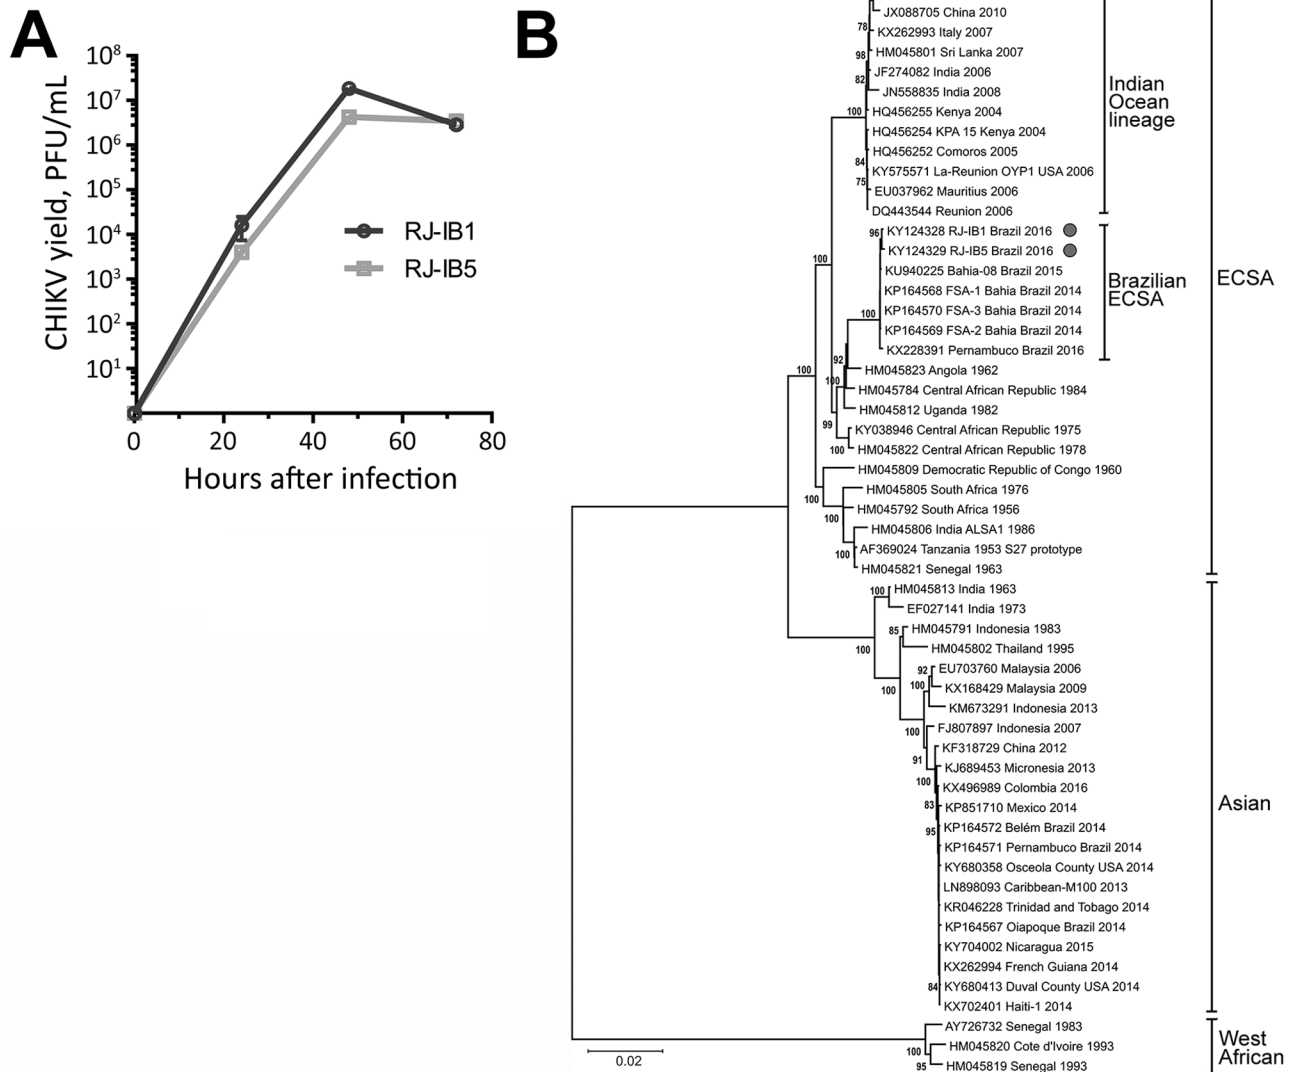 A
CHIKV yield, PFU/mL
10⁸
10⁷
10⁶
10⁵
10⁴
10³
10²
10¹
0
20
40
60
80
Hours after infection
RJ-IB1
RJ-IB5
B
JX088705 China 2010
78
KX262993 Italy 2007
HM045801 Sri Lanka 2007
98
JF274082 India 2006
82
JN558835 India 2008
HQ456255 Kenya 2004
100
HQ456254 KPA 15 Kenya 2004
HQ456252 Comoros 2005
84
KY575571 La-Reunion OYP1 USA 2006
75
EU037962 Mauritius 2006
DQ443544 Reunion 2006
Indian
Ocean
lineage
96
KY124328 RJ-IB1 Brazil 2016
KY124329 RJ-IB5 Brazil 2016
100
KU940225 Bahia-08 Brazil 2015
KP164568 FSA-1 Bahia Brazil 2014
KP164570 FSA-3 Bahia Brazil 2014
100
KP164569 FSA-2 Bahia Brazil 2014
KX228391 Pernambuco Brazil 2016
Brazilian
ECSA
ECSA
92
HM045823 Angola 1962
100
100
HM045784 Central African Republic 1984
HM045812 Uganda 1982
99
KY038946 Central African Republic 1975
100
HM045822 Central African Republic 1978
HM045809 Democratic Republic of Congo 1960
HM045805 South Africa 1976
100
HM045792 South Africa 1956
100
HM045806 India ALSA1 1986
AF369024 Tanzania 1953 S27 prototype
100
HM045821 Senegal 1963
100
HM045813 India 1963
EF027141 India 1973
85
HM045791 Indonesia 1983
100
HM045802 Thailand 1995
92
EU703760 Malaysia 2006
100
100
KX168429 Malaysia 2009
KM673291 Indonesia 2013
100
FJ807897 Indonesia 2007
KF318729 China 2012
91
KJ689453 Micronesia 2013
100
KX496989 Colombia 2016
83
KP851710 Mexico 2014
95
KP164572 Belém Brazil 2014
KP164571 Pernambuco Brazil 2014
KY680358 Osceola County USA 2014
LN898093 Caribbean-M100 2013
KR046228 Trinidad and Tobago 2014
KP164567 Oiapoque Brazil 2014
KY704002 Nicaragua 2015
KX262994 French Guiana 2014
84
KY680413 Duval County USA 2014
KX702401 Haiti-1 2014
Asian
AY726732 Senegal 1983
100
HM045820 Cote d'Ivoire 1993
95
HM045819 Senegal 1993
West
African
0.02